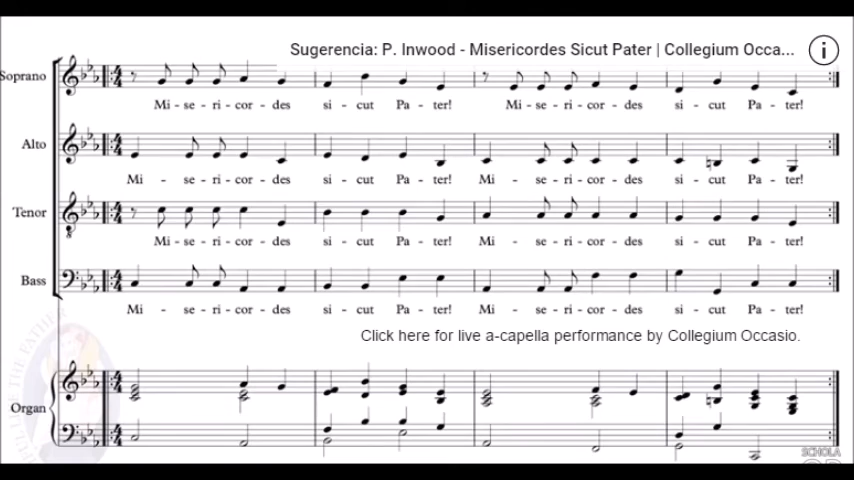 Sugerencia: P. Inwood - Misericordes Sicut Pater | Collegium Occa...
Soprano
Mi - se - ri - cor - des si - cut Pa - ter! Mi - se - ri - cor - des si - cut Pa - ter!
Alto
Mi - se - ri - cor - des si - cut Pa - ter! Mi - se - ri - cor - des si - cut Pa - ter!
Tenor
Mi - se - ri - cor - des si - cut Pa - ter! Mi - se - ri - cor - des si - cut Pa - ter!
Bass
Mi - se - ri - cor - des si - cut Pa - ter! Mi - se - ri - cor - des si - cut Pa - ter!
Click here for live a-capella performance by Collegium Occasio.
Organ
SCHOLA